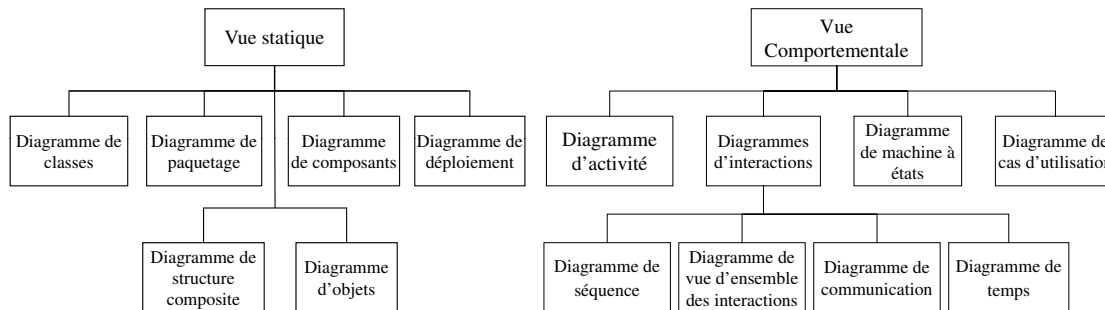 Vue statique
Diagramme de
classes
Diagramme de
paquetage
Diagramme
de composants
Diagramme de
déploiement
Diagramme de
structure
composite
Diagramme
d'objets
Vue
Comportementale
Diagramme
d'activité
Diagrammes
d'interactions
Diagramme
de machine à
états
Diagramme de
cas d'utilisation
Diagramme de
séquence
Diagramme de
vue d'ensemble
des interactions
Diagramme de
communication
Diagramme de
temps